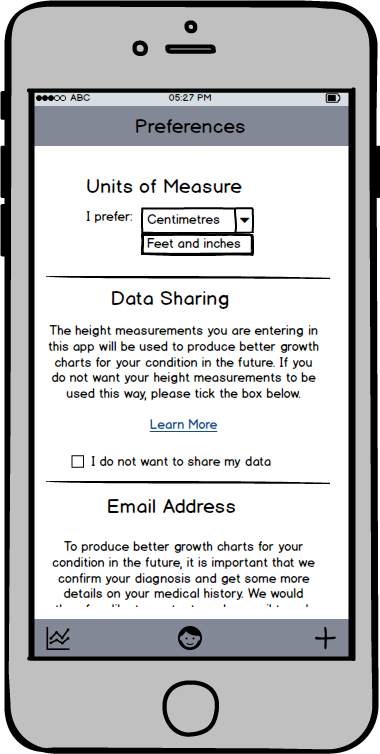 ABC 05:27 PM
Preferences
Units of Measure
I prefer: Centimetres
Feet and inches
Data Sharing
The height measurements you are entering in
this app will be used to produce better growth
charts for your condition in the future. If you
do not want your height measurements to be
used this way, please tick the box below.
Learn More
I do not want to share my data
Email Address
To produce better growth charts for your
condition in the future, it is important that we
confirm your diagnosis and get some more
details on your medical history. We would